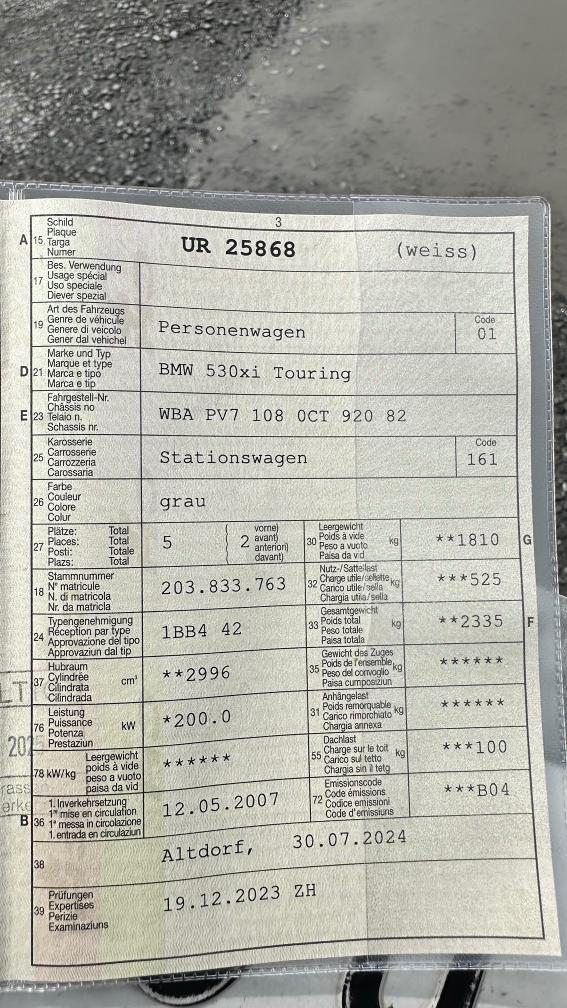 3
A 15 Schild
Plaque
Targa
Numer
UR 25868 (weiss)
17 Bes. Verwendung
Usage spécial
Uso speciale
Diever spezial
19 Art des Fahrzeugs
Genre de véhicule
Genere di veicolo
Gener dal vehichel
Personenwagen
Code
01
D 21 Marke und Typ
Marque et type
Marca e tipo
Marca e tip
BMW 530xi Touring
E 23 Fahrgestell-Nr.
Châssis no
Telaio n.
Schassis nr.
WBA PV7 108 0CT 920 82
25 Karosserie
Carrosserie
Carrozzeria
Carossaria
Stationswagen
Code
161
26 Farbe
Couleur
Colore
Colur
grau
27 Plätze: Total
Places: Total
Posti: Totale
Plazs: Total
5
2
vorne)
avant)
anteriori)
davant)
30 Leergewicht
Poids à vide
Peso a vuoto
Paisa da vid
kg
**1810
G
18 Stammnummer
N° matricule
N. di matricola
Nr. da matricla
203.833.763
32 Nutz-/Sattellast
Charge utile/sellette
Carico utile/sella
Chargia utila/sella
kg
***525
24 Typengenehmigung
Réception par type
Approvazione del tipo
Approvaziun dal tip
1BB4 42
33 Gesamtgewicht
Poids total
Peso totale
Paisa totala
kg
**2335
F
37 Hubraum
Cylindrée
Cilindrata
Cilindrada
cm³
**2996
35 Gewicht des Zuges
Poids de l'ensemble
Peso del convoglio
Paisa cumposiziun
kg
******
76 Leistung
Puissance
Potenza
Prestaziun
kW
*200.0
31 Anhängelast
Poids remorquable
Carico rimorchiato
Chargia annexa
kg
******
78 kW/kg
Leergewicht
poids à vide
peso a vuoto
paisa da vid
******
55 Dachlast
Charge sur le toit
Carico sul tetto
Chargia sin il tetg
kg
***100
B 36 1. Inverkehrsetzung
1re mise en circulation
1a messa in circolazione
1. entrada en circulaziun
12.05.2007
72 Emissionscode
Code émissions
Codice emissioni
Code d'emissiuns
***B04
38
Altdorf, 30.07.2024
39 Prüfungen
Expertises
Perizie
Examinaziuns
19.12.2023 ZH